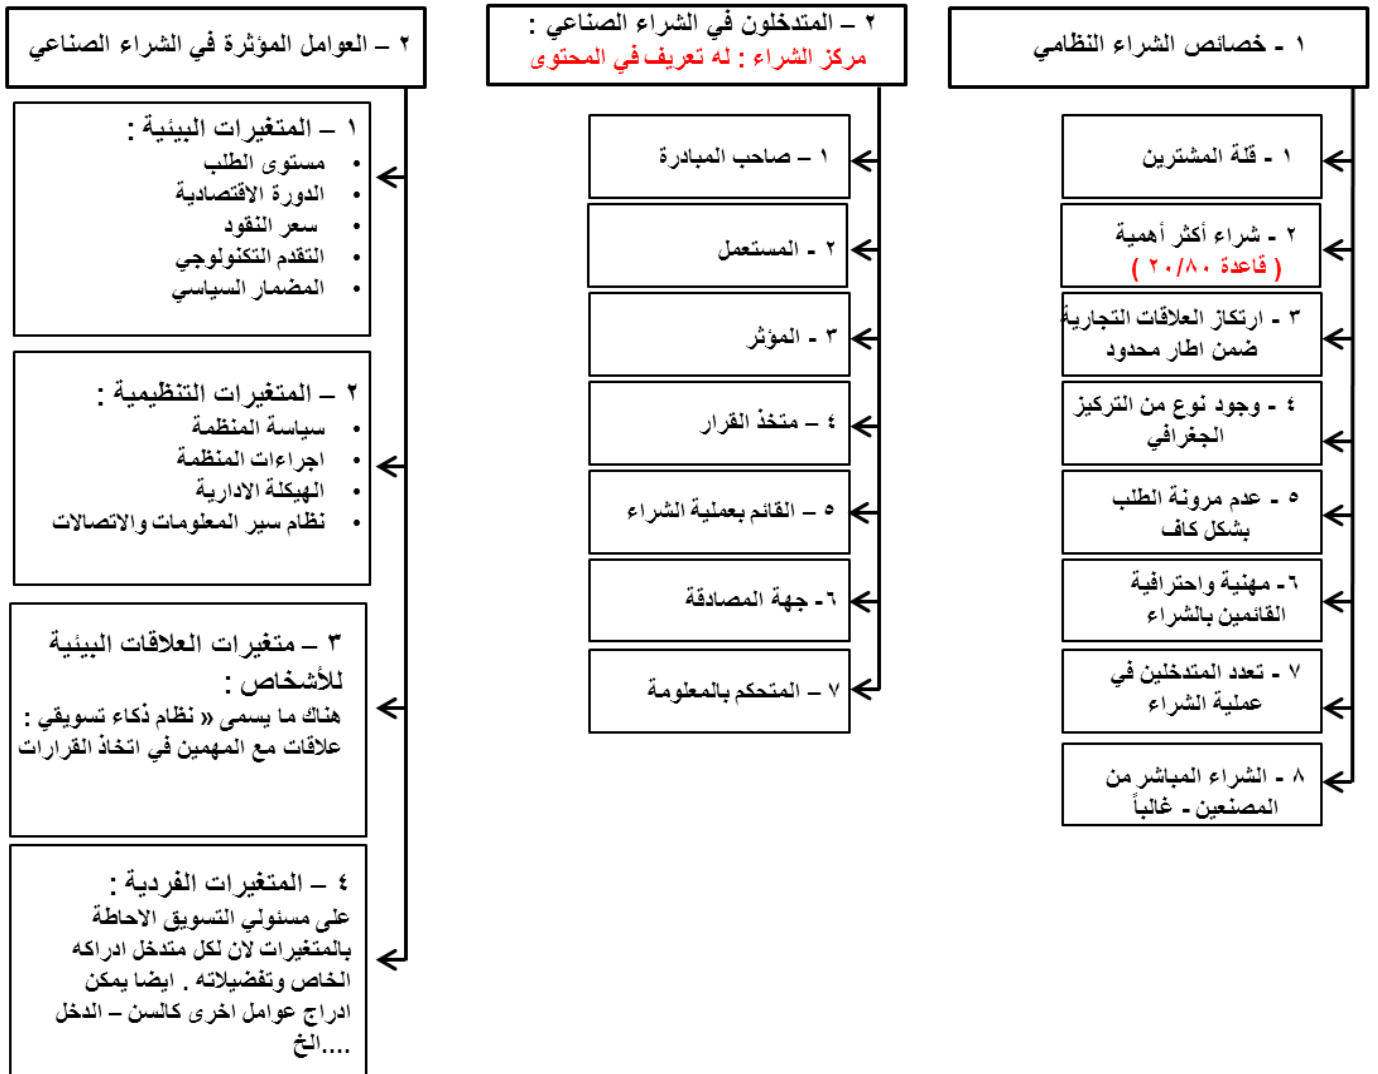 ١ - خصائص الشراء النظامي
١ - قلة المشترين
٢ - شراء أكثر أهمية
( قاعدة ٢٠/٨٠ )
٣ - ارتكاز العلاقات التجارية
ضمن اطار محدود
٤ - وجود نوع من التركيز
الجغرافي
٥ - عدم مرونة الطلب
بشكل كاف
٦- مهنية واحترافية
القائمين بالشراء
٧ - تعدد المتدخلين في
عملية الشراء
٨ - الشراء المباشر من
المصنعين - غالباً
٢ – المتدخلون في الشراء الصناعي :
مركز الشراء : له تعريف في المحتوى
١ – صاحب المبادرة
٢ - المستعمل
٣ - المؤثر
٤ – متخذ القرار
٥ – القائم بعملية الشراء
٦- جهة المصادقة
٧ – المتحكم بالمعلومة
٢ – العوامل المؤثرة في الشراء الصناعي
١ – المتغيرات البيئية :
• مستوى الطلب
• الدورة الاقتصادية
• سعر النقود
• التقدم التكنولوجي
• المضمار السياسي
٢ – المتغيرات التنظيمية :
• سياسة المنظمة
• اجراءات المنظمة
• الهيكلة الادارية
• نظام سير المعلومات والاتصالات
٣ – متغيرات العلاقات البيئية
للأشخاص :
هناك ما يسمى « نظام ذكاء تسويقي :
علاقات مع المهمين في اتخاذ القرارات
٤ – المتغيرات الفردية :
على مسئولي التسويق الاحاطة
بالمتغيرات لان لكل متدخل ادراكه
الخاص وتفضيلاته . ايضا يمكن
ادراج عوامل اخرى كالسن – الدخل
....الخ